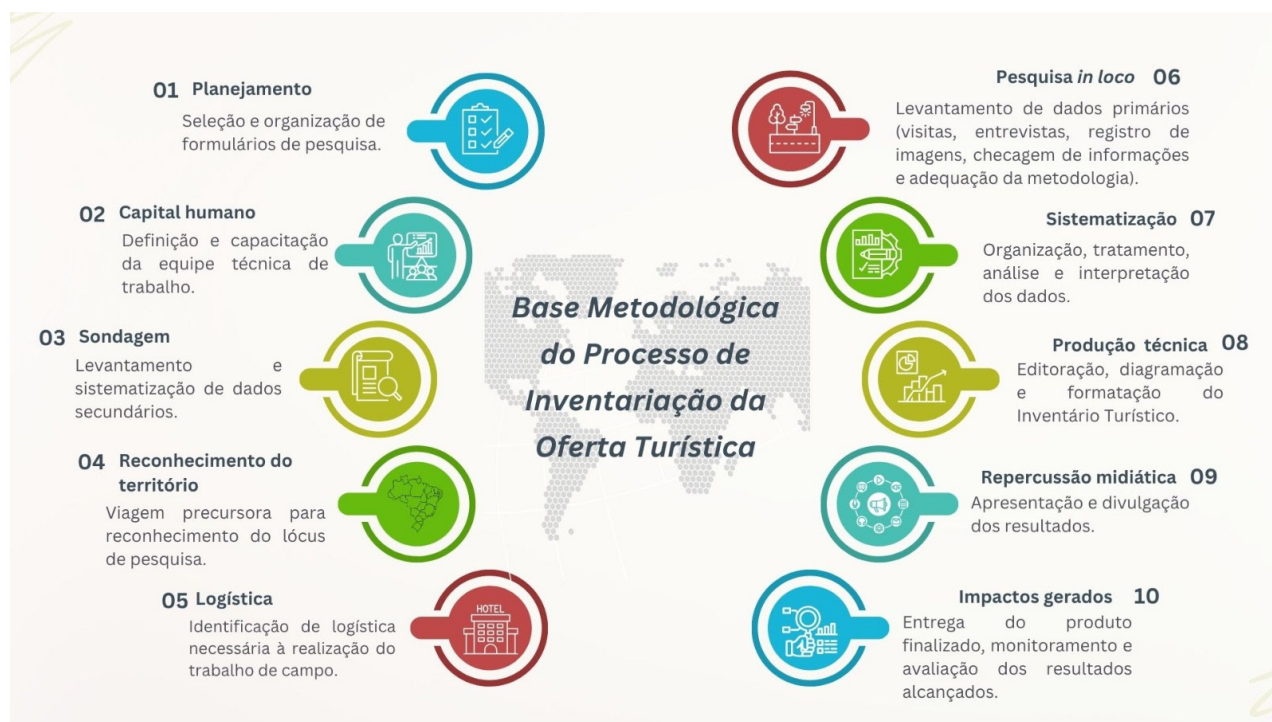 01 Planejamento
Seleção e organização de
formulários de pesquisa.
02 Capital humano
Definição e capacitação
da equipe técnica de
trabalho.
03 Sondagem
Levantamento e
sistematização de dados
secundários.
04 Reconhecimento do
território
Viagem precursora para
reconhecimento do lócus
de pesquisa.
05 Logística
Identificação de logística
necessária à realização do
trabalho de campo.
HOTEL
Base Metodológica
do Processo de
Inventariação da
Oferta Turística
Pesquisa in loco 06
Levantamento de dados primários
(visitas, entrevistas, registro de
imagens, checagem de informações
e adequação da metodologia).
Sistematização 07
Organização, tratamento,
análise e interpretação
dos dados.
Produção técnica 08
Editoração, diagramação
e formatação do
Inventário Turístico.
Repercussão midiática 09
Apresentação e divulgação
dos resultados.
Impactos gerados 10
Entrega do produto
finalizado, monitoramento e
avaliação dos resultados
alcançados.